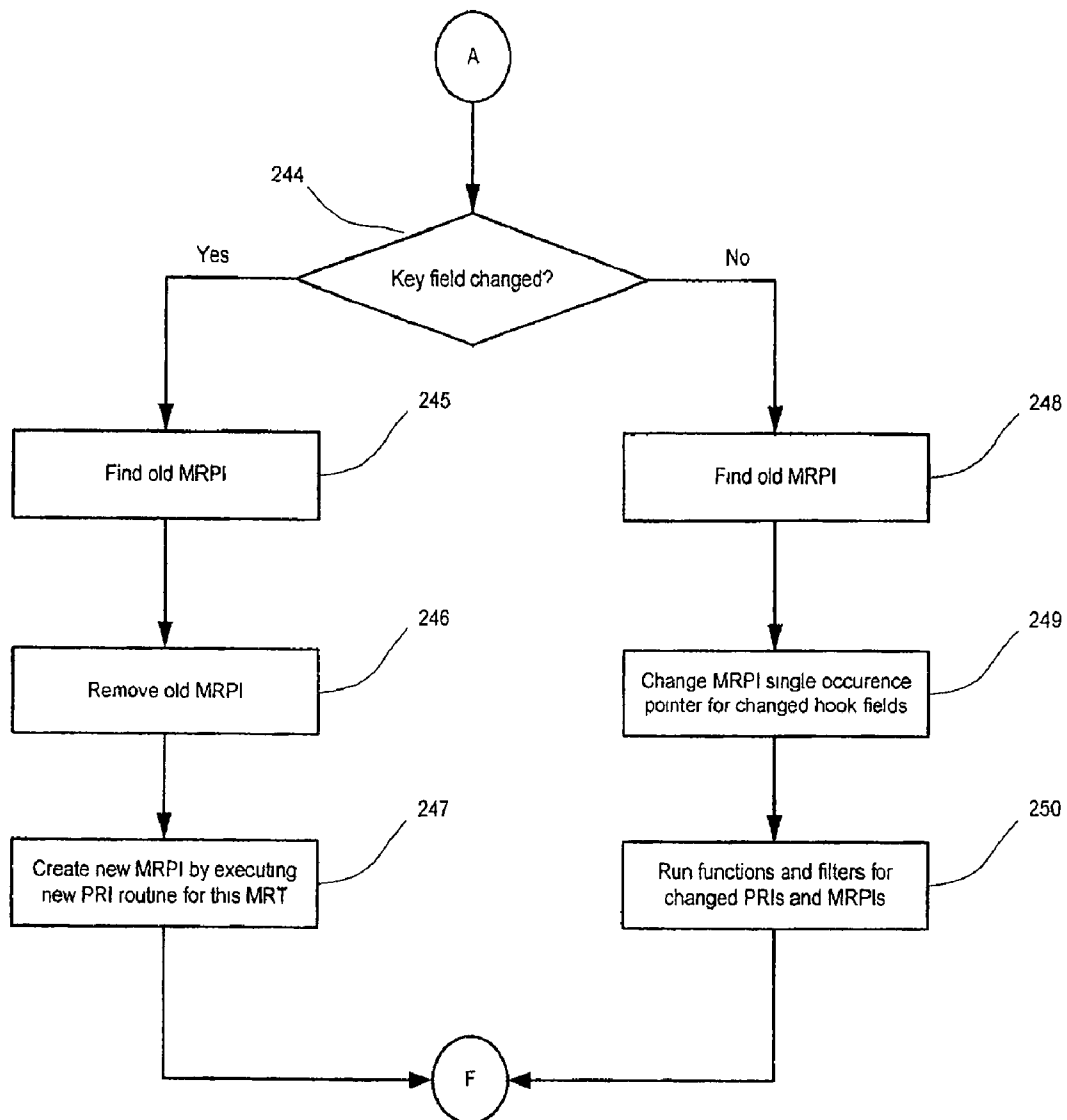 A
244
Yes
No
Key field changed?
245
248
Find old MRPI
Find old MRPI
246
249
Remove old MRPI
Change MRPI single occurence
pointer for changed hook fields
247
250
Create new MRPI by executing
new PRI routine for this MRT
Run functions and filters for
changed PRIs and MRPIs
F